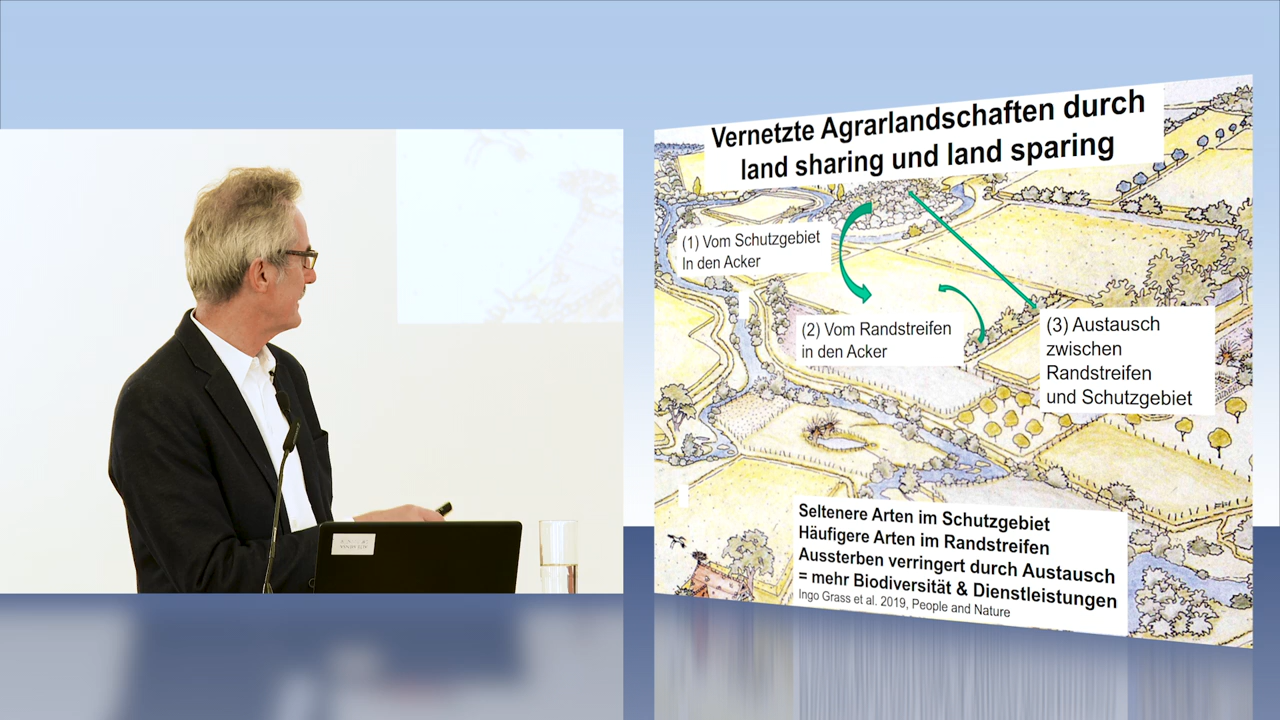 Vernetzte Agrarlandschaften durch
land sharing und land sparing
(1) Vom Schutzgebiet
In den Acker
(2) Vom Randstreifen
in den Acker
(3) Austausch
zwischen
Randstreifen
und Schutzgebiet
Seltenere Arten im Schutzgebiet
Häufigere Arten im Randstreifen
Aussterben verringert durch Austausch
= mehr Biodiversität & Dienstleistungen
Ingo Grass et al. 2019, People and Nature